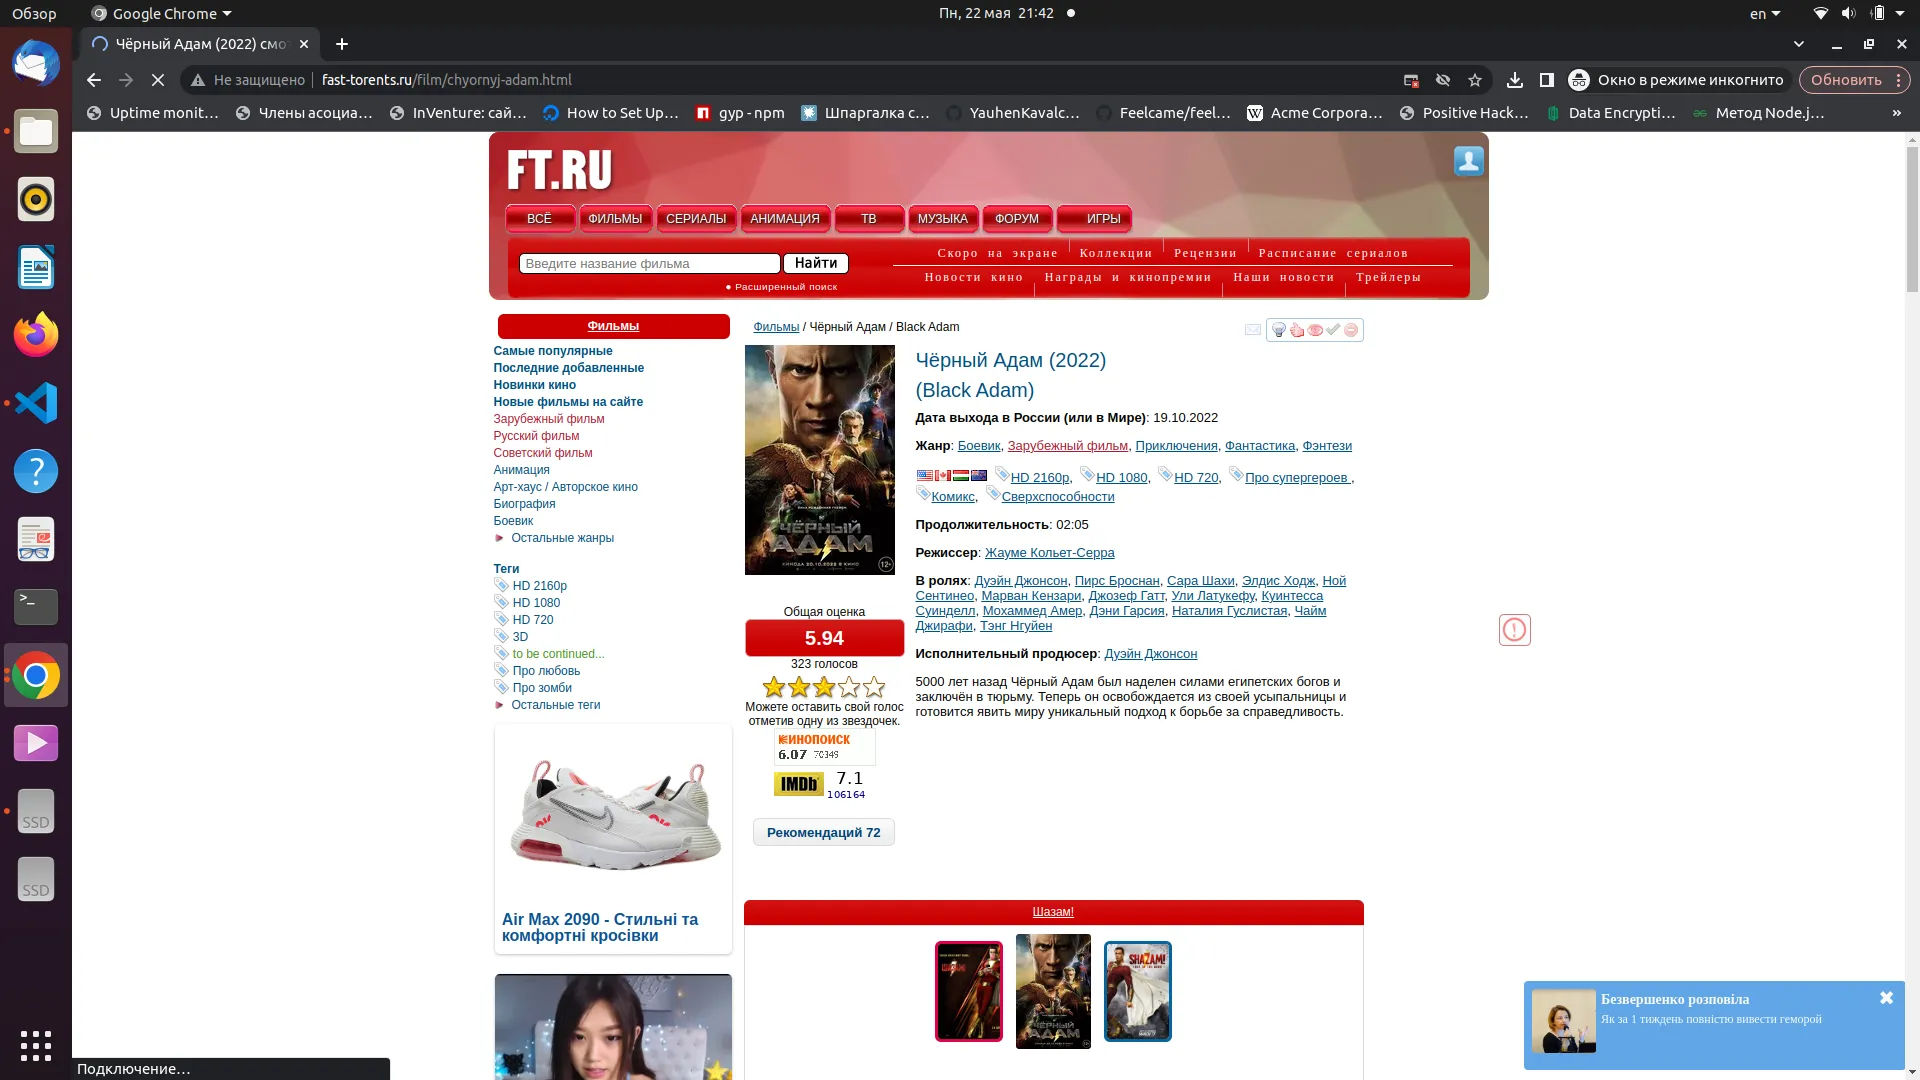 Обзор
Google Chrome
Пн, 22 мая 21:42
en
Чёрный Адам (2022) смо
Не защищено
fast-torents.ru/film/chyornyj-adam.html
Окно в режиме инкогнито
Обновить
Uptime monit…
Члены асоциа…
InVenture: сай…
How to Set Up…
gyp - npm
Шпаргалка с…
YauhenKavalc…
Feelcame/feel…
Acme Corpora…
Positive Hack…
Data Encrypti…
Метод Node.j…
»
FT.RU
ВСЁ
ФИЛЬМЫ
СЕРИАЛЫ
АНИМАЦИЯ
ТВ
МУЗЫКА
ФОРУМ
ИГРЫ
Введите название фильма
Найти
Расширенный поиск
Скоро на экране
Коллекции
Рецензии
Расписание сериалов
Новости кино
Награды и кинопремии
Наши новости
Трейлеры
Фильмы
Самые популярные
Последние добавленные
Новинки кино
Новые фильмы на сайте
Зарубежный фильм
Русский фильм
Советский фильм
Анимация
Арт-хаус / Авторское кино
Биография
Боевик
Остальные жанры
Теги
HD 2160p
HD 1080
HD 720
3D
to be continued...
Про любовь
Про зомби
Остальные теги
Air Max 2090 - Стильні та
комфортні кросівки
Фильмы / Чёрный Адам / Black Adam
ЧЁРНЫЙ
АДАМ
12+
Общая оценка
5.94
323 голосов
Можете оставить свой голос
отметив одну из звездочек.
КИНОПОИСК
6.07 70349
IMDb 7.1
106164
Рекомендаций 72
Чёрный Адам (2022)
(Black Adam)
Дата выхода в России (или в Мире): 19.10.2022
Жанр: Боевик, Зарубежный фильм, Приключения, Фантастика, Фэнтези
HD 2160p, HD 1080, HD 720, Про супергероев ,
Комикс, Сверхспособности
Продолжительность: 02:05
Режиссер: Жауме Кольет-Серра
В ролях: Дуэйн Джонсон, Пирс Броснан, Сара Шахи, Элдис Ходж, Ной
Сентинео, Марван Кензари, Джозеф Гатт, Ули Латукефу, Куинтесса
Суинделл, Мохаммед Амер, Дэни Гарсия, Наталия Гуслистая, Чайм
Джирафи, Тэнг Нгуйен
Исполнительный продюсер: Дуэйн Джонсон
5000 лет назад Чёрный Адам был наделен силами египетских богов и
заключён в тюрьму. Теперь он освобождается из своей усыпальницы и
готовится явить миру уникальный подход к борьбе за справедливость.
Шазам!
ЧЁРНЫЙ
АДАМ
SHAZAM!
Безвершенко розповіла
Як за 1 тиждень повністю вивести геморой
SSD
SSD
Подключение…